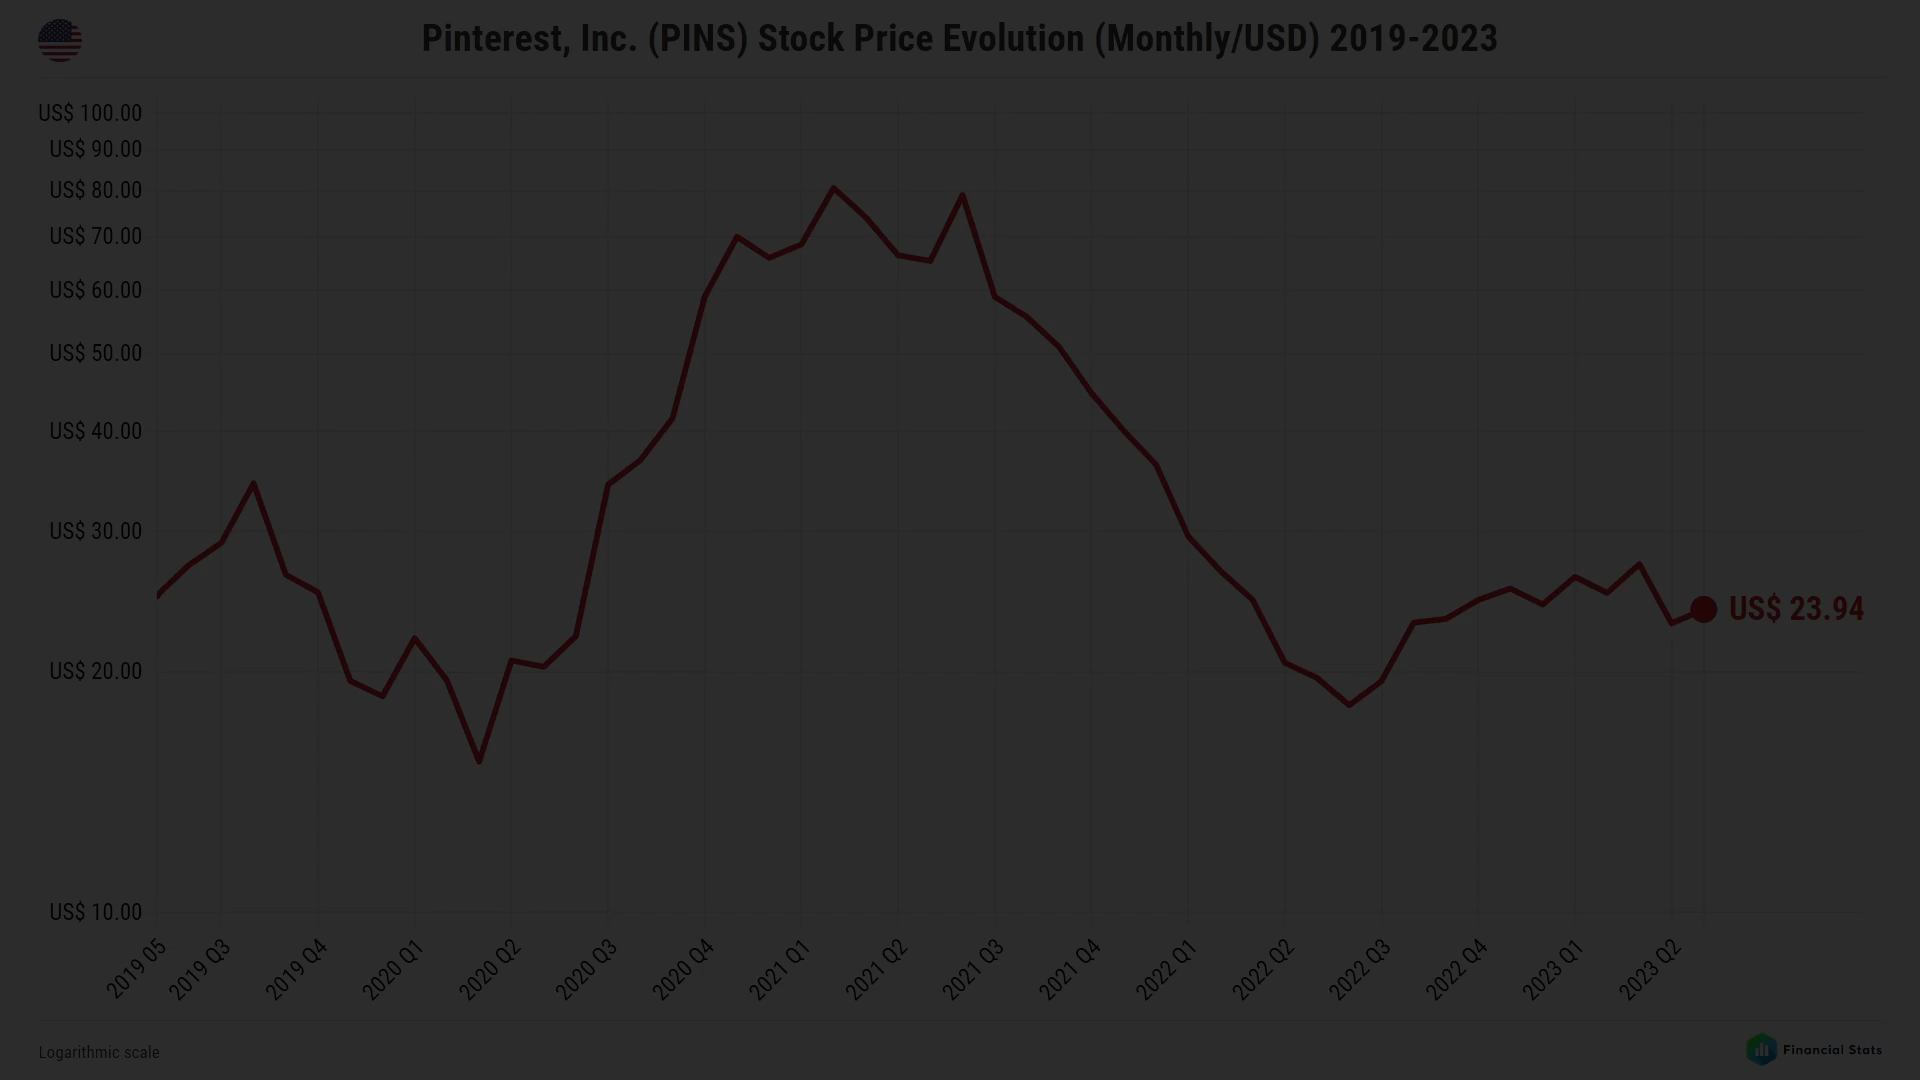 Pinterest, Inc. (PINS) Stock Price Evolution (Monthly/USD) 2019-2023
US$ 100.00
US$ 90.00
US$ 80.00
US$ 70.00
US$ 60.00
US$ 50.00
US$ 40.00
US$ 30.00
US$ 20.00
US$ 10.00
US$ 23.94
2019 05
2019 Q3
2019 Q4
2020 Q1
2020 Q2
2020 Q3
2020 Q4
2021 Q1
2021 Q2
2021 Q3
2021 Q4
2022 Q1
2022 Q2
2022 Q3
2022 Q4
2023 Q1
2023 Q2
Logarithmic scale
Financial Stats